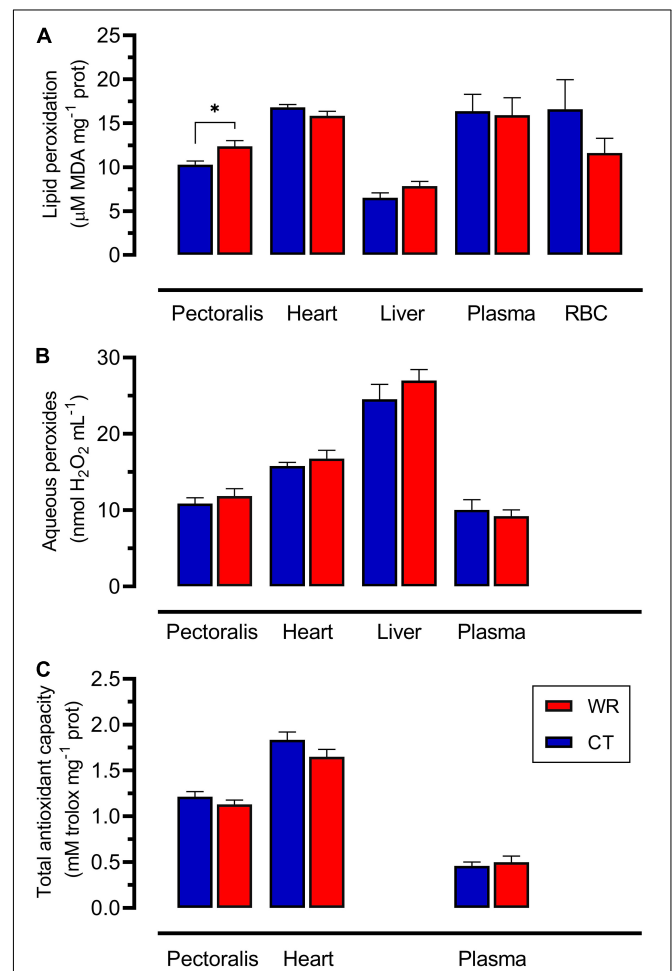 A
Lipid peroxidation
(µM MDA mg⁻¹ prot)
25
20
15
10
5
0
*
Pectoralis Heart Liver Plasma RBC
B
Aqueous peroxides
(nmol H₂O₂ mL⁻¹)
30
20
10
0
Pectoralis Heart Liver Plasma
C
Total antioxidant capacity
(mM trolox mg⁻¹ prot)
2.5
2.0
1.5
1.0
0.5
0.0
WR
CT
Pectoralis Heart Plasma